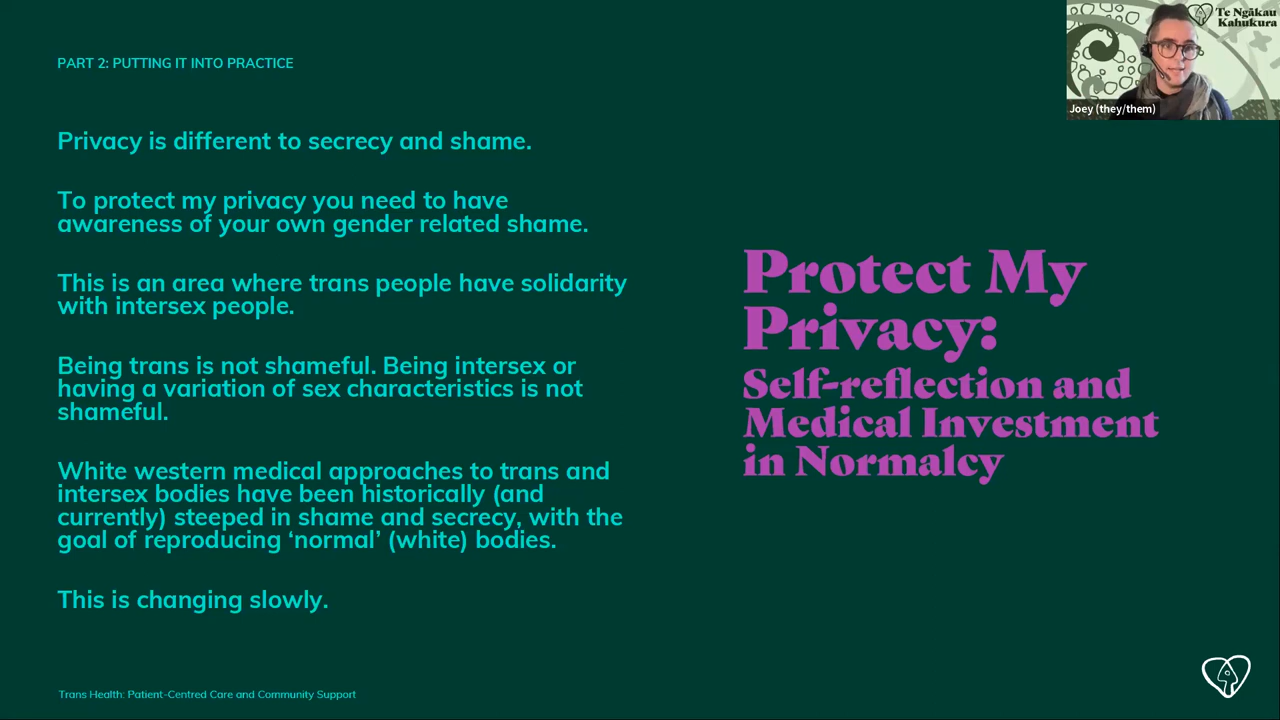 Te Ngākau
Kahukura
Joey (they/them)
PART 2: PUTTING IT INTO PRACTICE
Privacy is different to secrecy and shame.
To protect my privacy you need to have
awareness of your own gender related shame.
This is an area where trans people have solidarity
with intersex people.
Being trans is not shameful. Being intersex or
having a variation of sex characteristics is not
shameful.
White western medical approaches to trans and
intersex bodies have been historically (and
currently) steeped in shame and secrecy, with the
goal of reproducing ‘normal’ (white) bodies.
This is changing slowly.
Protect My
Privacy:
Self-reflection and
Medical Investment
in Normalcy
Trans Health: Patient-Centred Care and Community Support